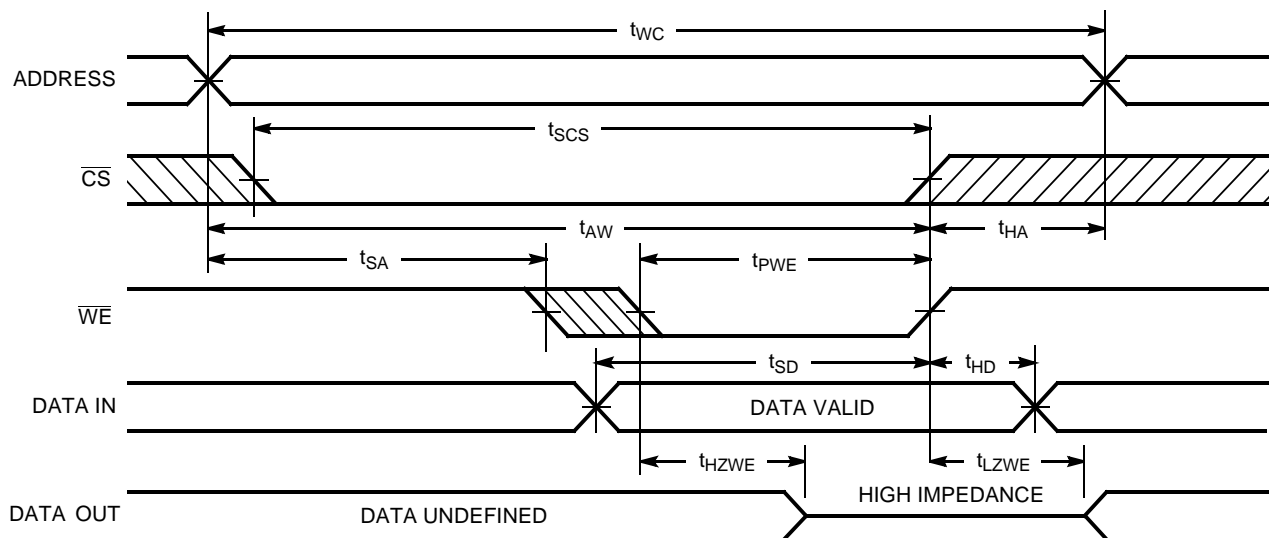 tWC
ADDRESS
tSCS
CS
tAW
tHA
tSA
tPWE
WE
tSD
tHD
DATA IN
DATA VALID
tHZWE
tLZWE
HIGH IMPEDANCE
DATA OUT
DATA UNDEFINED